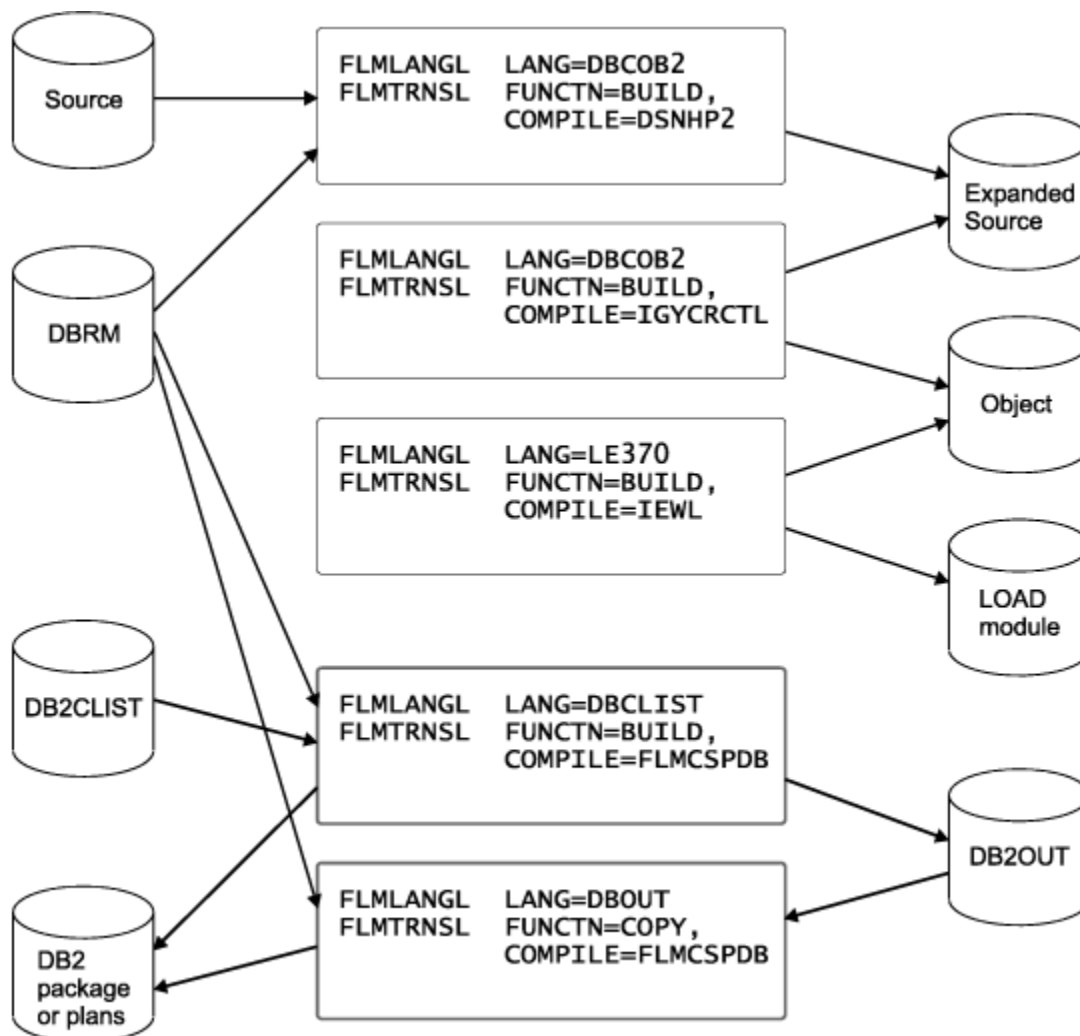 Source
FLMLANGL LANG=DBCOB2
FLMTRNSL FUNCTN=BUILD,
COMPILE=DSNHP2
Expanded
Source
DBRM
FLMLANGL LANG=DBCOB2
FLMTRNSL FUNCTN=BUILD,
COMPILE=IGYCRCTL
Object
FLMLANGL LANG=LE370
FLMTRNSL FUNCTN=BUILD,
COMPILE=IEWL
LOAD
module
DB2CLIST
FLMLANGL LANG=DBCLIST
FLMTRNSL FUNCTN=BUILD,
COMPILE=FLMCSPDB
DB2OUT
FLMLANGL LANG=DBOUT
FLMTRNSL FUNCTN=COPY,
COMPILE=FLMCSPDB
DB2
package
or plans